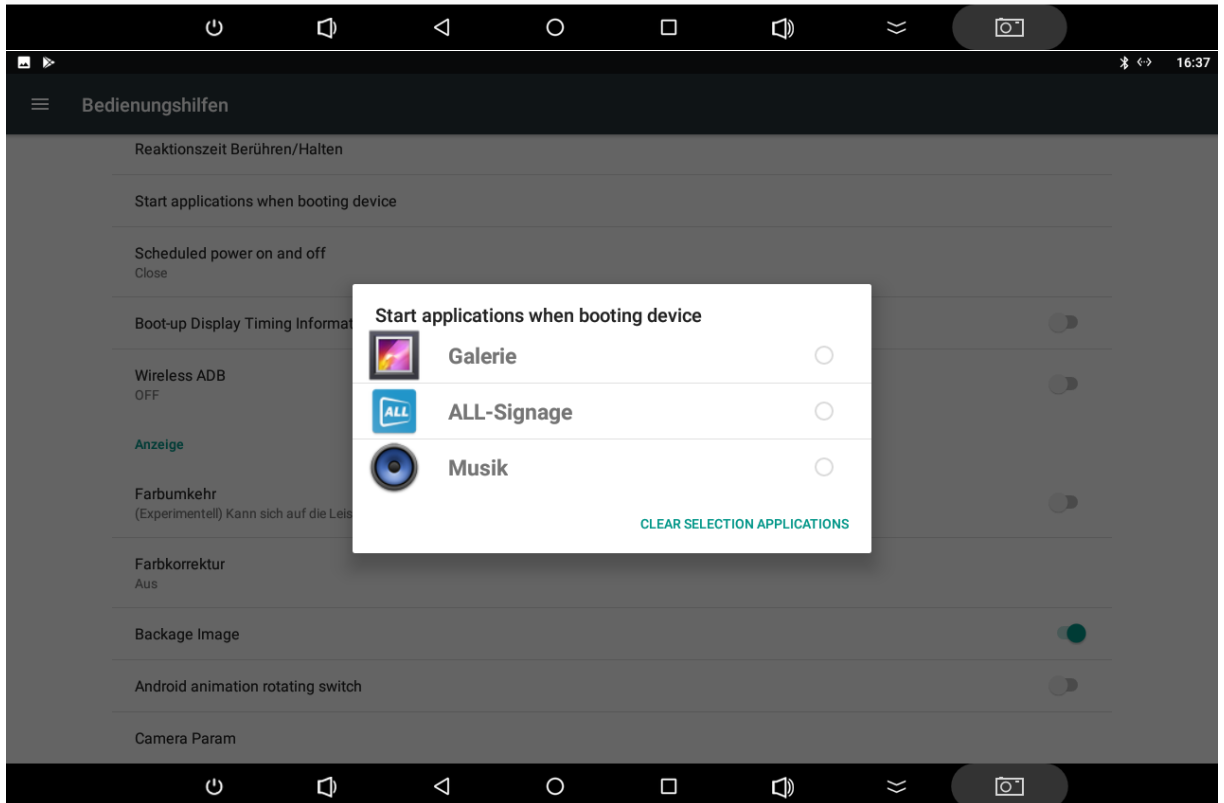 16:37
Bedienungshilfen
Reaktionszeit Berühren/Halten
Start applications when booting device
Scheduled power on and off
Close
Boot-up Display Timing Informat
Wireless ADB
OFF
Anzeige
Farbumkehr
(Experimentell) Kann sich auf die Leis
Farbkorrektur
Aus
Backage Image
Android animation rotating switch
Camera Param
Start applications when booting device
Galerie
ALL
ALL-Signage
Musik
CLEAR SELECTION APPLICATIONS